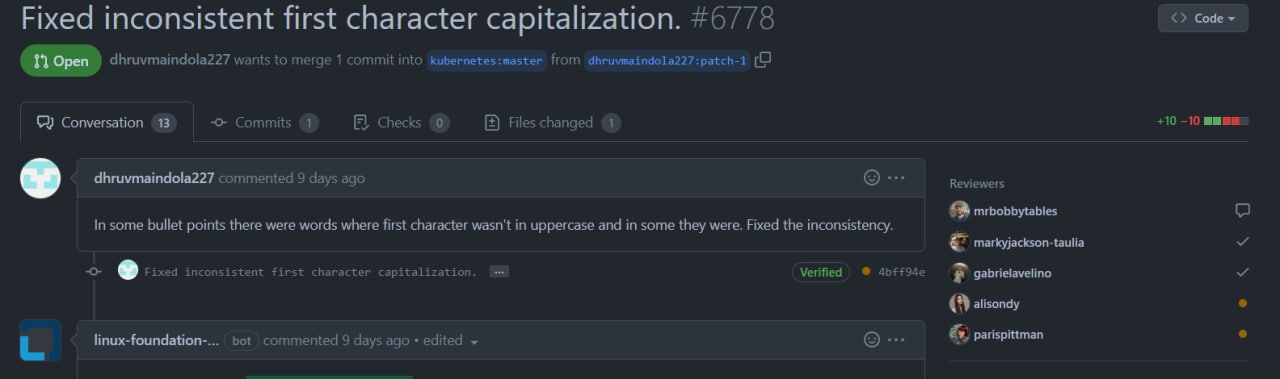 Fixed inconsistent first character capitalization. #6778
<> Code
Open dhruvmaindola227 wants to merge 1 commit into kubernetes:master from dhruvmaindola227:patch-1
Conversation 13 Commits 1 Checks 0 Files changed 1 +10 −10
dhruvmaindola227 commented 9 days ago
Reviewers
In some bullet points there were words where first character wasn't in uppercase and in some they were. Fixed the inconsistency.
mrbobbytables
markyjackson-taulia
Fixed inconsistent first character capitalization. ... Verified 4bff94e
gabrielavelino
alisondy
linux-foundation-... bot commented 9 days ago • edited
parispittman